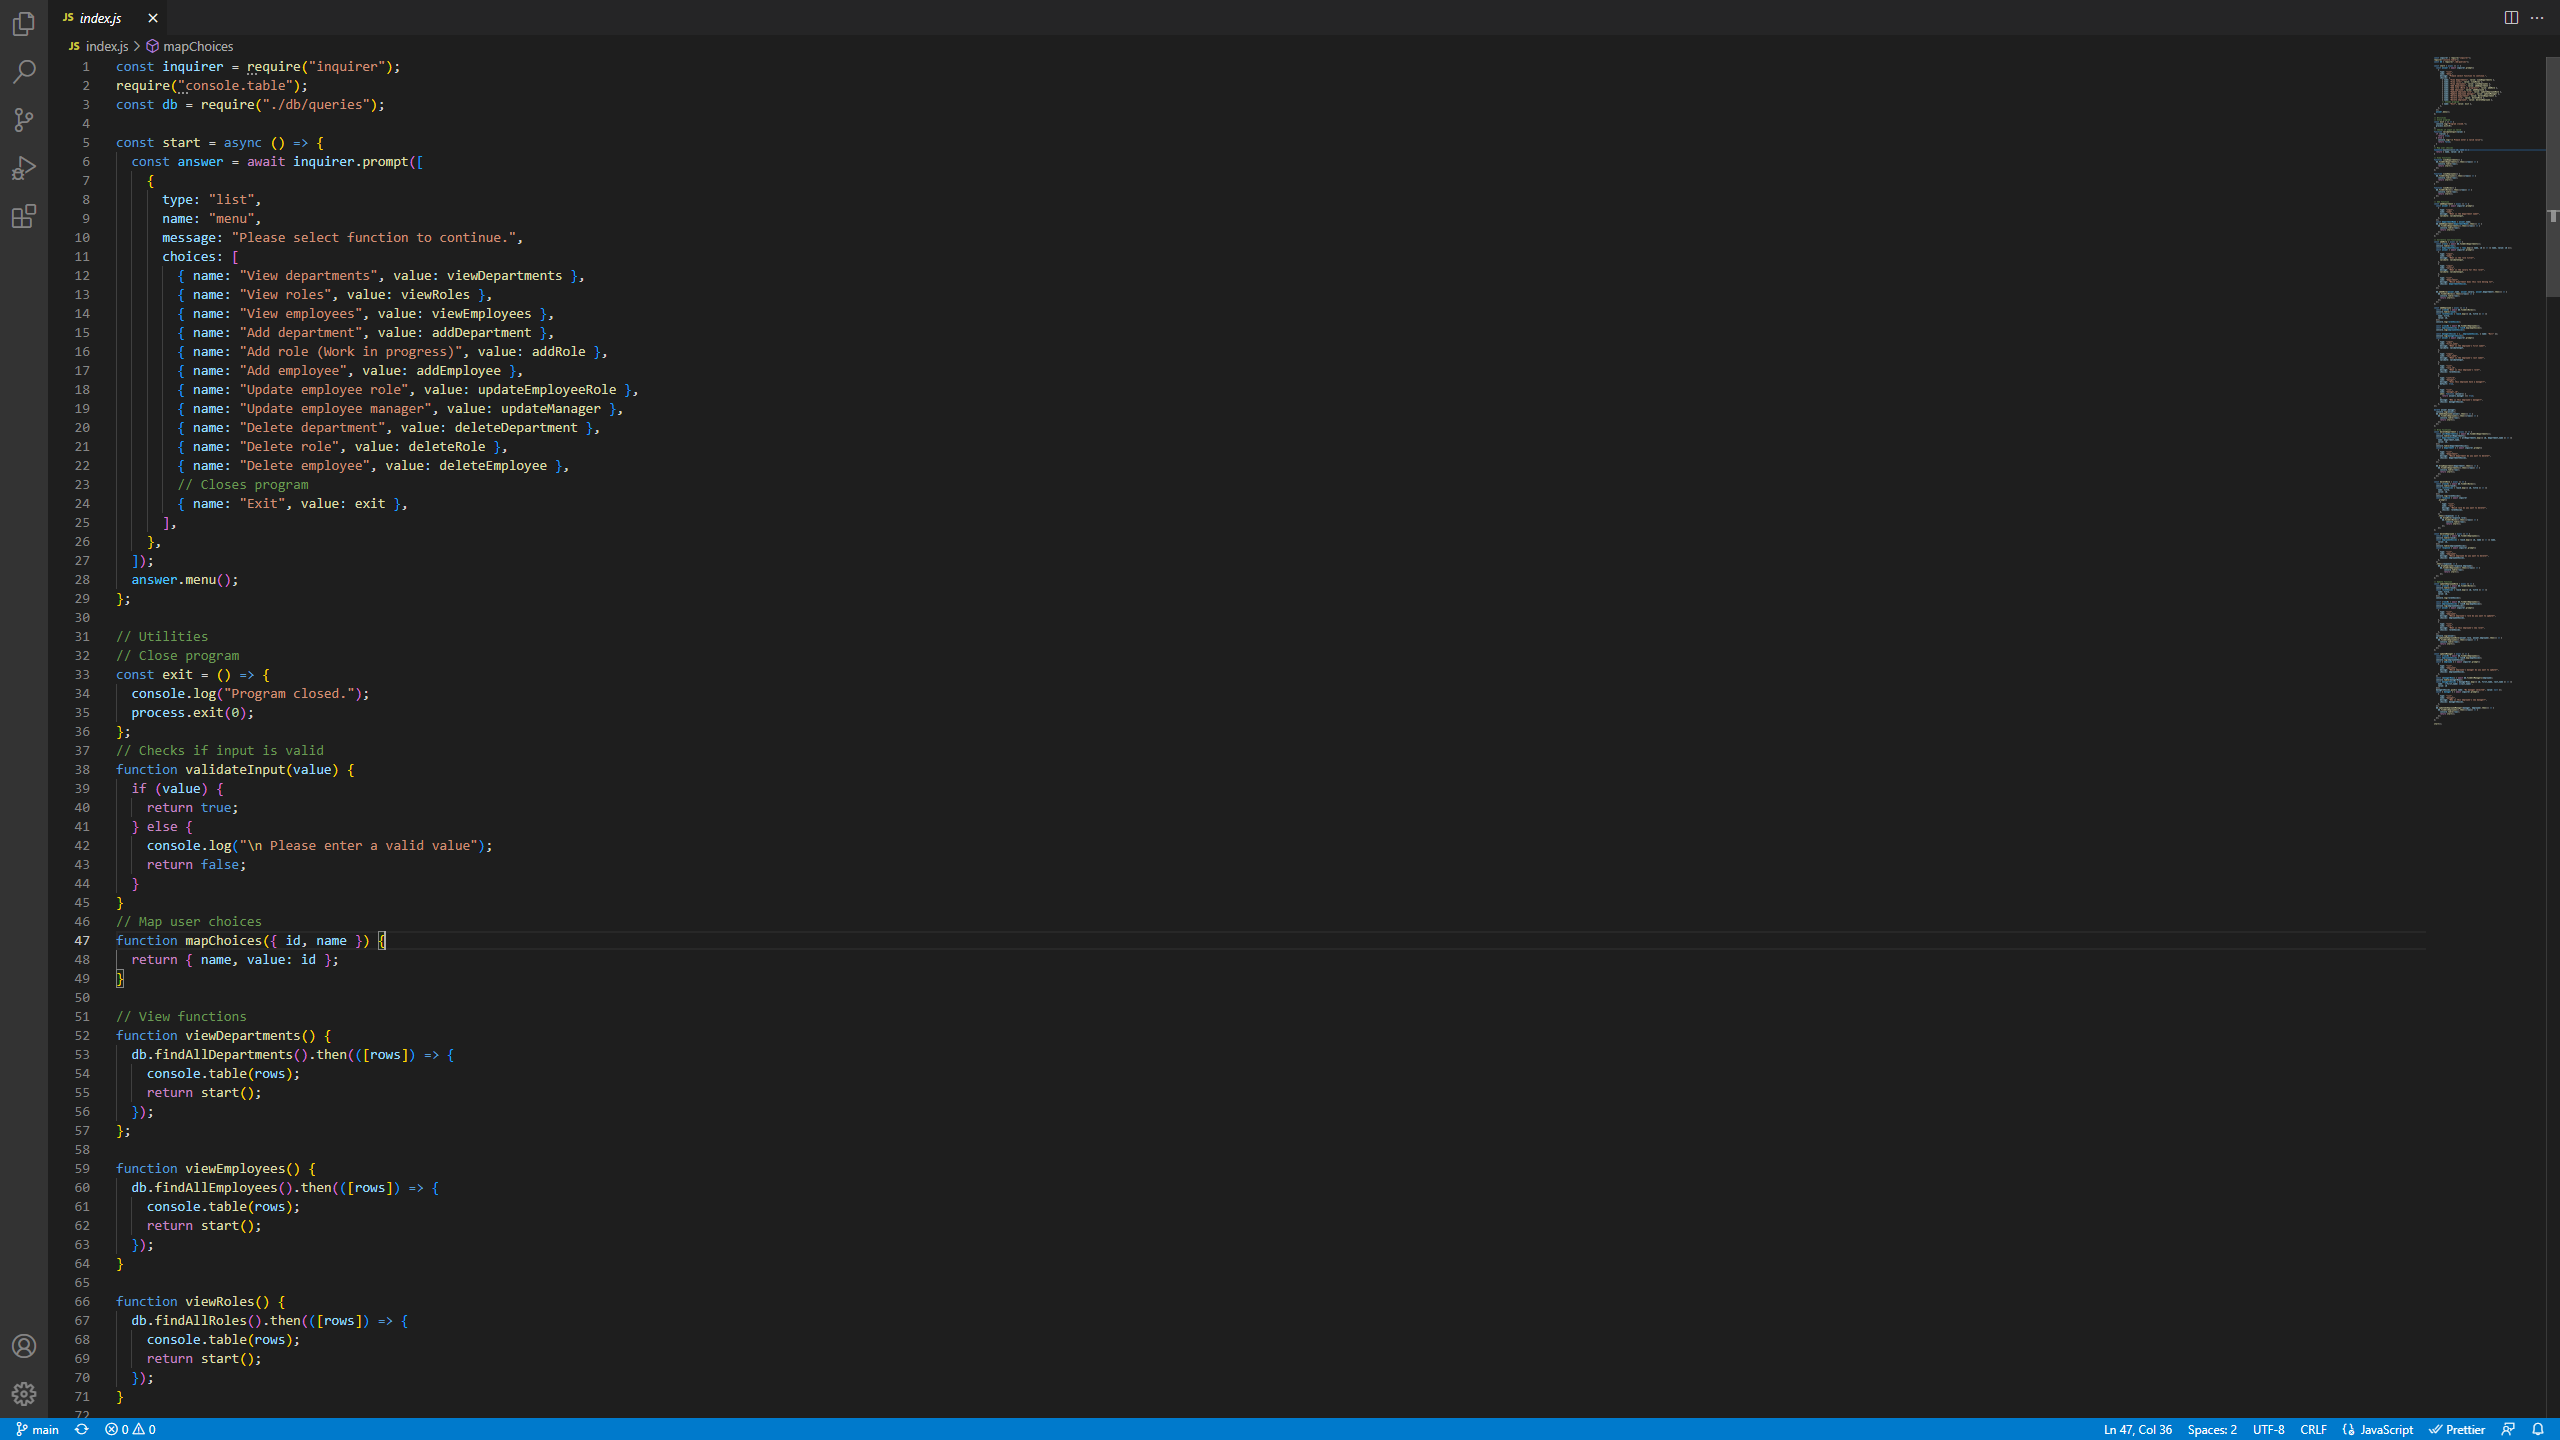 JS index.js
JS index.js > mapChoices
1 const inquirer = require("inquirer");
2 require("console.table");
3 const db = require("./db/queries");
4
5 const start = async () => {
6   const answer = await inquirer.prompt([
7     {
8       type: "list",
9       name: "menu",
10       message: "Please select function to continue.",
11       choices: [
12         { name: "View departments", value: viewDepartments },
13         { name: "View roles", value: viewRoles },
14         { name: "View employees", value: viewEmployees },
15         { name: "Add department", value: addDepartment },
16         { name: "Add role (Work in progress)", value: addRole },
17         { name: "Add employee", value: addEmployee },
18         { name: "Update employee role", value: updateEmployeeRole },
19         { name: "Update employee manager", value: updateManager },
20         { name: "Delete department", value: deleteDepartment },
21         { name: "Delete role", value: deleteRole },
22         { name: "Delete employee", value: deleteEmployee },
23         // Closes program
24         { name: "Exit", value: exit },
25       ],
26     },
27   ]);
28   answer.menu();
29 };
30
31 // Utilities
32 // Close program
33 const exit = () => {
34   console.log("Program closed.");
35   process.exit(0);
36 };
37 // Checks if input is valid
38 function validateInput(value) {
39   if (value) {
40     return true;
41   } else {
42     console.log("\n Please enter a valid value");
43     return false;
44   }
45 }
46 // Map user choices
47 function mapChoices({ id, name }) {
48   return { name, value: id };
49 }
50
51 // View functions
52 function viewDepartments() {
53   db.findAllDepartments().then(([rows]) => {
54     console.table(rows);
55     return start();
56   });
57 };
58
59 function viewEmployees() {
60   db.findAllEmployees().then(([rows]) => {
61     console.table(rows);
62     return start();
63   });
64 }
65
66 function viewRoles() {
67   db.findAllRoles().then(([rows]) => {
68     console.table(rows);
69     return start();
70   });
71 }
72
main 0 0 Ln 47, Col 36 Spaces: 2 UTF-8 CRLF JavaScript Prettier